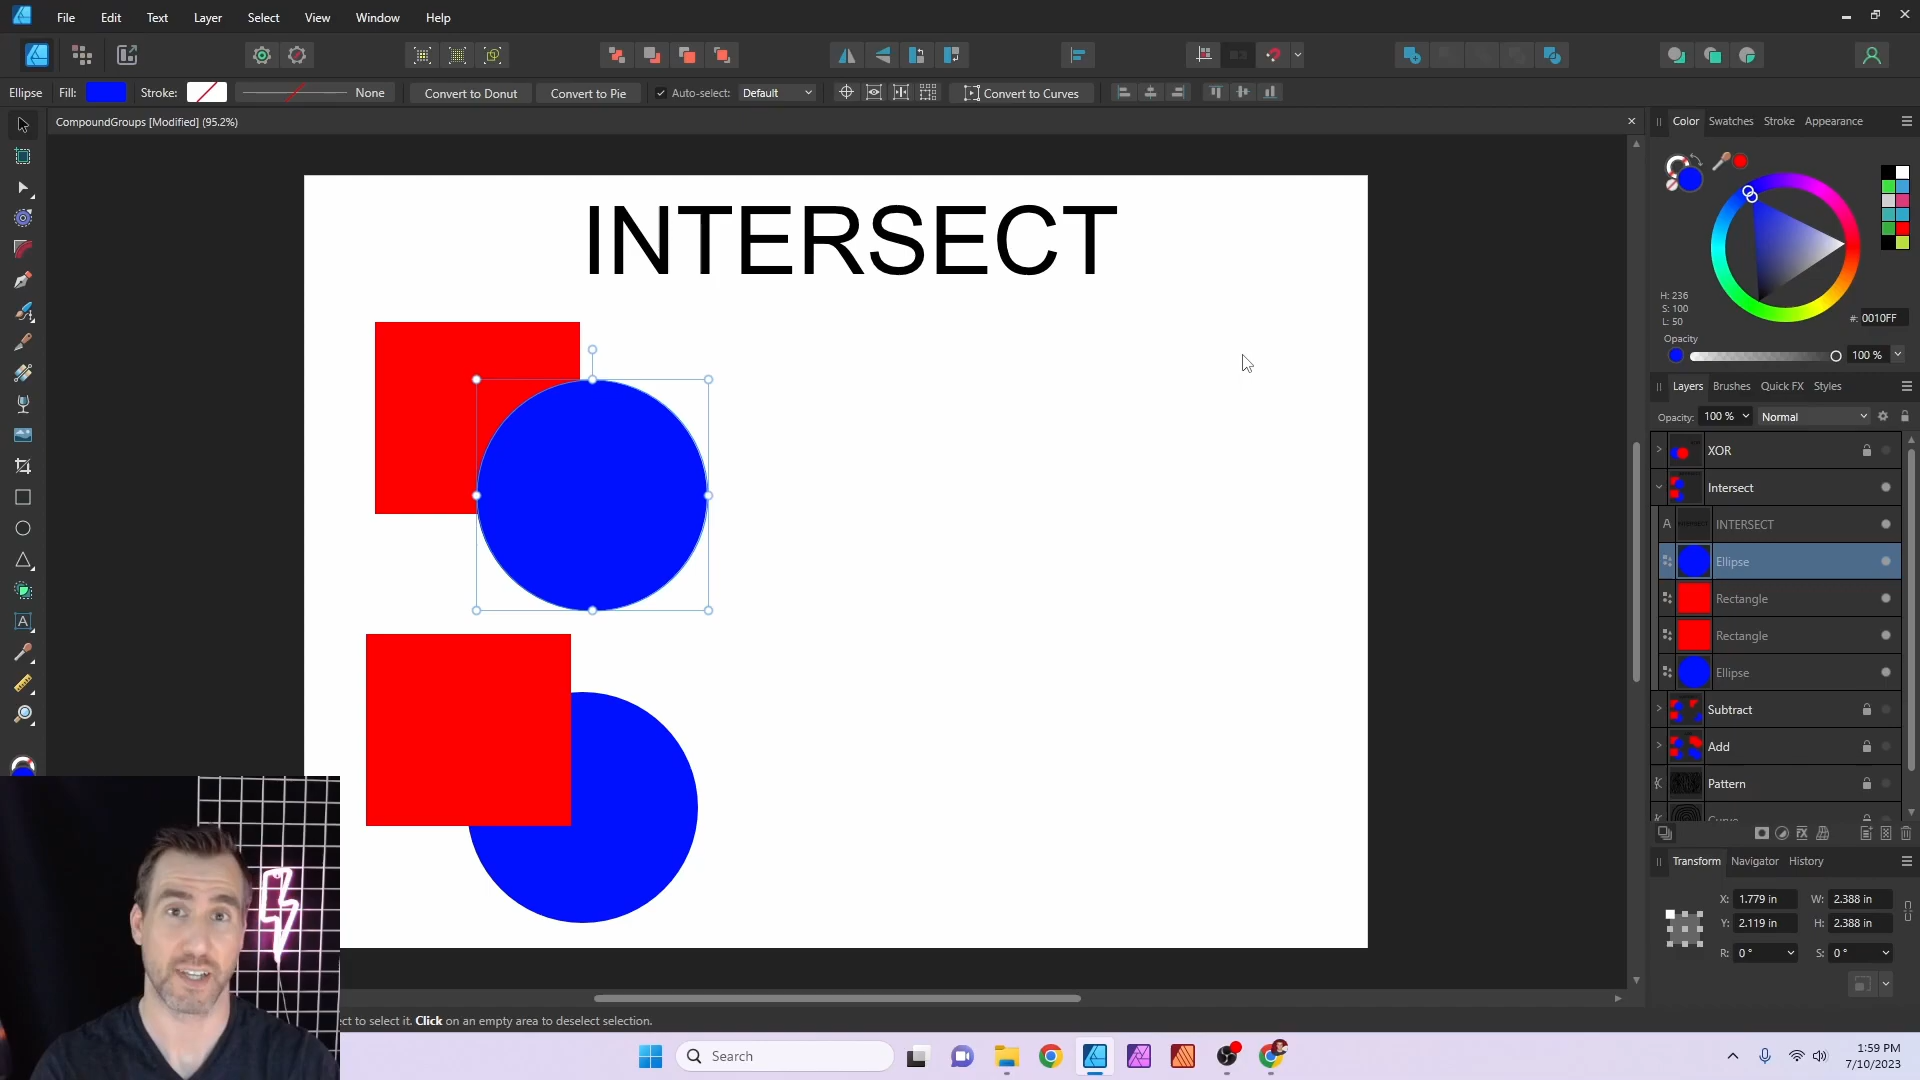 File Edit Text Layer Select View Window Help
Ellipse Fill: Stroke: None Convert to Donut Convert to Pie Auto-select: Default Convert to Curves
CompoundGroups [Modified] (95.2%)
INTERSECT
Color Swatches Stroke Appearance
H: 236
S: 100
L: 50
#: 0010FF
Opacity
100 %
Layers Brushes Quick FX Styles
Opacity: 100 % Normal
XOR
Intersect
A INTERSECT
Ellipse
Rectangle
Rectangle
Ellipse
Subtract
Add
Pattern
Transform Navigator History
X: 1.779 in W: 2.388 in
Y: 2.119 in H: 2.388 in
R: 0 ° S: 0 °
to select it. Click on an empty area to deselect selection.
Search
1:59 PM
7/10/2023